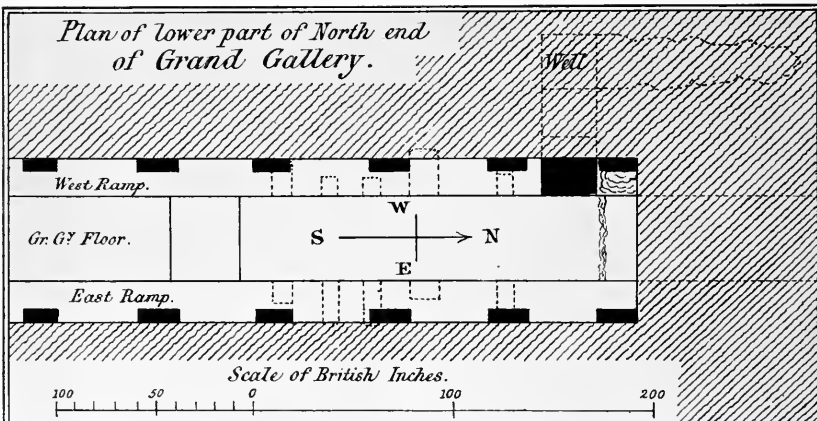 Plan of lower part of North end
of Grand Gallery.
Well
West Ramp.
W
Gr. Gy Floor.
S
N
E
East Ramp.
Scale of British Inches.
100 50 0 100 200